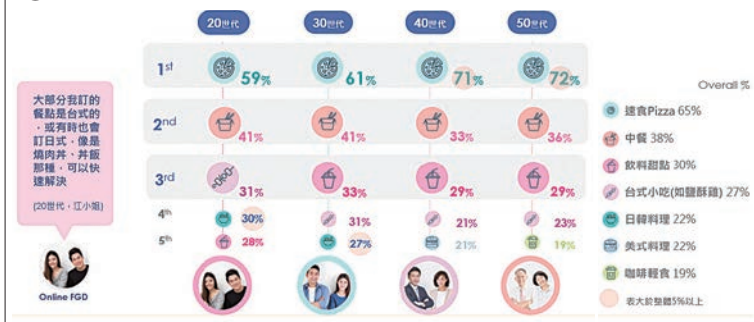 20世代 30世代 40世代 50世代
1st 59% 61% 71% 72%
2nd 41% 41% 33% 36%
3rd 31% 33% 29% 29%
4th 30% 31% 21% 23%
5th 28% 27% 21% 19%
大部分我訂的
餐點是台式的
，或有時也會
訂日式，像是
燒肉丼、丼飯
那種，可以快
速解決
(20世代，江小姐)
Online FGD
Overall %
速食Pizza 65%
中餐 38%
飲料甜點 30%
台式小吃(如鹽酥雞) 27%
日韓料理 22%
美式料理 22%
咖啡輕食 19%
表大於整體5%以上